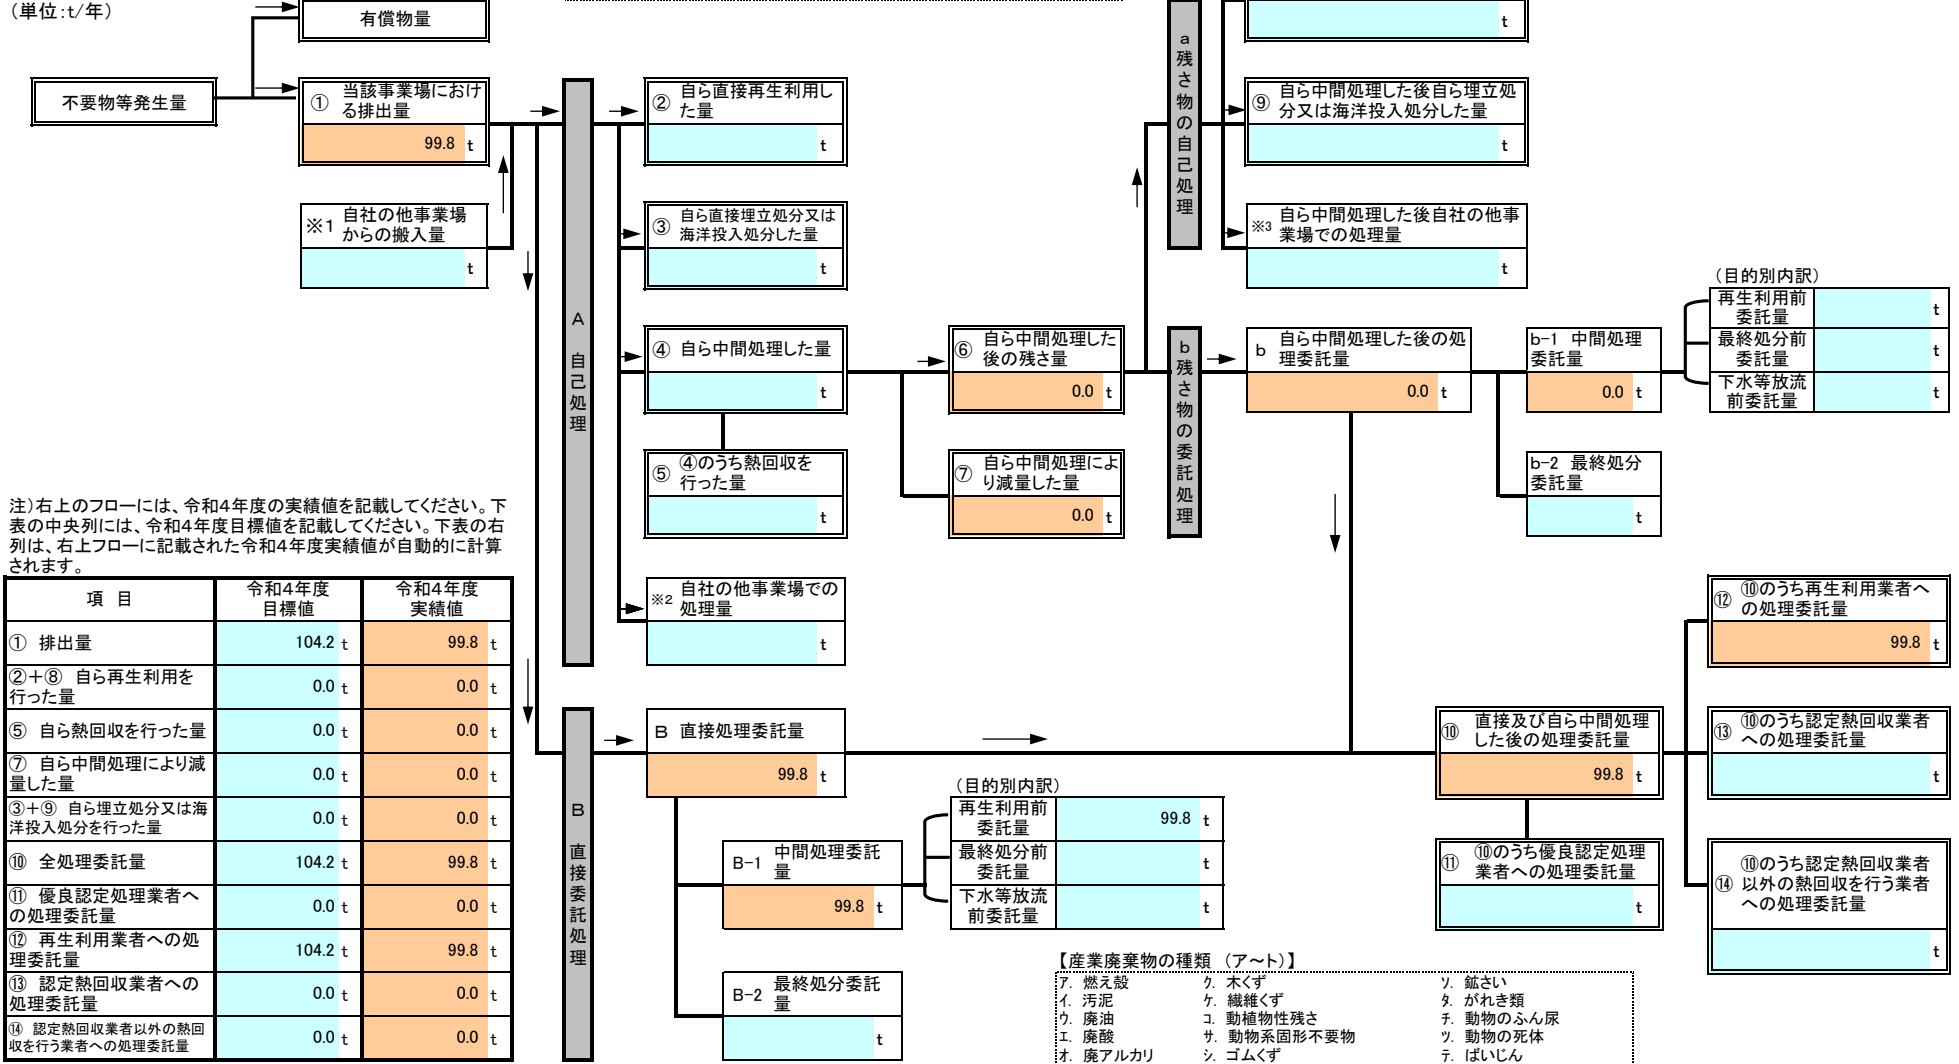 （単位：t/年）
有償物量
t
不要物等発生量
① 当該事業場におけ
る排出量
99.8 t
※1 自社の他事業場
からの搬入量
t
A 自己処理
② 自ら直接再生利用し
た量
t
③ 自ら直接埋立処分又は
海洋投入処分した量
t
④ 自ら中間処理した量
t
⑤ ④のうち熱回収を
行った量
t
※2 自社の他事業場での
処理量
t
⑥ 自ら中間処理した
後の残さ量
0.0 t
⑦ 自ら中間処理によ
り減量した量
0.0 t
a 残さ物の自己処理
⑨ 自ら中間処理した後自ら埋立処
分又は海洋投入処分した量
t
※3 自ら中間処理した後自社の他事
業場での処理量
t
b 残さ物の委託処理
b 自ら中間処理した後の処
理委託量
0.0 t
b-1 中間処理
委託量
0.0 t
b-2 最終処分
委託量
t
（目的別内訳）
再生利用前
委託量
t
最終処分前
委託量
t
下水等放流
前委託量
t
注）右上のフローには、令和4年度の実績値を記載してください。下
表の中央列には、令和4年度目標値を記載してください。下表の右
列は、右上フローに記載された令和4年度実績値が自動的に計算
されます。
項 目 令和4年度
目標値 令和4年度
実績値
① 排出量 104.2 t 99.8 t
②＋⑧ 自ら再生利用を
行った量 0.0 t 0.0 t
⑤ 自ら熱回収を行った量 0.0 t 0.0 t
⑦ 自ら中間処理により減
量した量 0.0 t 0.0 t
③＋⑨ 自ら埋立処分又は海
洋投入処分を行った量 0.0 t 0.0 t
⑩ 全処理委託量 104.2 t 99.8 t
⑪ 優良認定処理業者へ
の処理委託量 0.0 t 0.0 t
⑫ 再生利用業者への処
理委託量 104.2 t 99.8 t
⑬ 認定熱回収業者への
処理委託量 0.0 t 0.0 t
⑭ 認定熱回収業者以外の熱回
収を行う業者への処理委託量 0.0 t 0.0 t
B 直接委託処理
B 直接処理委託量
99.8 t
B-1 中間処理委託
量
99.8 t
B-2 最終処分委託
量
t
（目的別内訳）
再生利用前
委託量
99.8 t
最終処分前
委託量
t
下水等放流
前委託量
t
⑩ 直接及び自ら中間処理
した後の処理委託量
99.8 t
⑪ ⑩のうち優良認定処理
業者への処理委託量
t
⑫ ⑩のうち再生利用業者へ
の処理委託量
99.8 t
⑬ ⑩のうち認定熱回収業者
への処理委託量
t
⑭ ⑩のうち認定熱回収業者
以外の熱回収を行う業者
への処理委託量
t
【産業廃棄物の種類 （ア～ト）】
ア. 燃え殻 ク. 木くず ソ. 鉱さい
イ. 汚泥 ケ. 繊維くず タ. がれき類
ウ. 廃油 コ. 動植物性残さ チ. 動物のふん尿
エ. 廃酸 サ. 動物系固形不要物 ツ. 動物の死体
オ. 廃アルカリ シ. ゴムくず テ. ばいじん